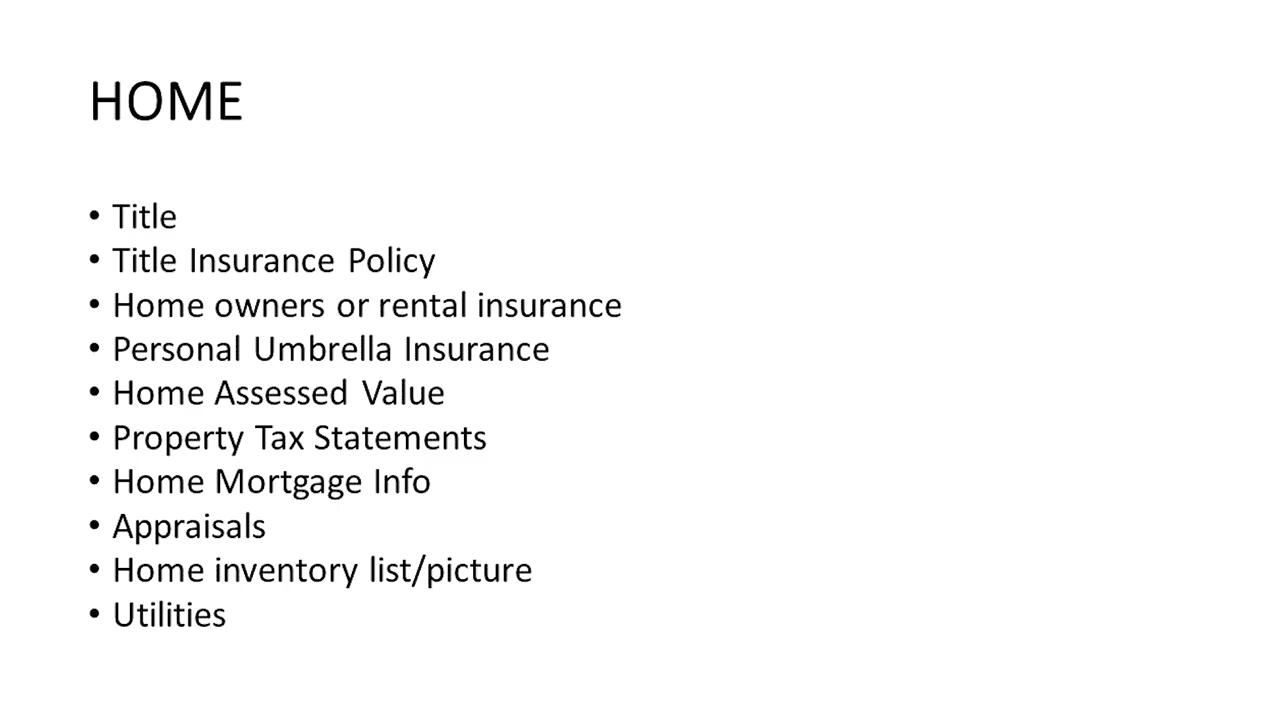 HOME
• Title
• Title Insurance Policy
• Home owners or rental insurance
• Personal Umbrella Insurance
• Home Assessed Value
• Property Tax Statements
• Home Mortgage Info
• Appraisals
• Home inventory list/picture
• Utilities